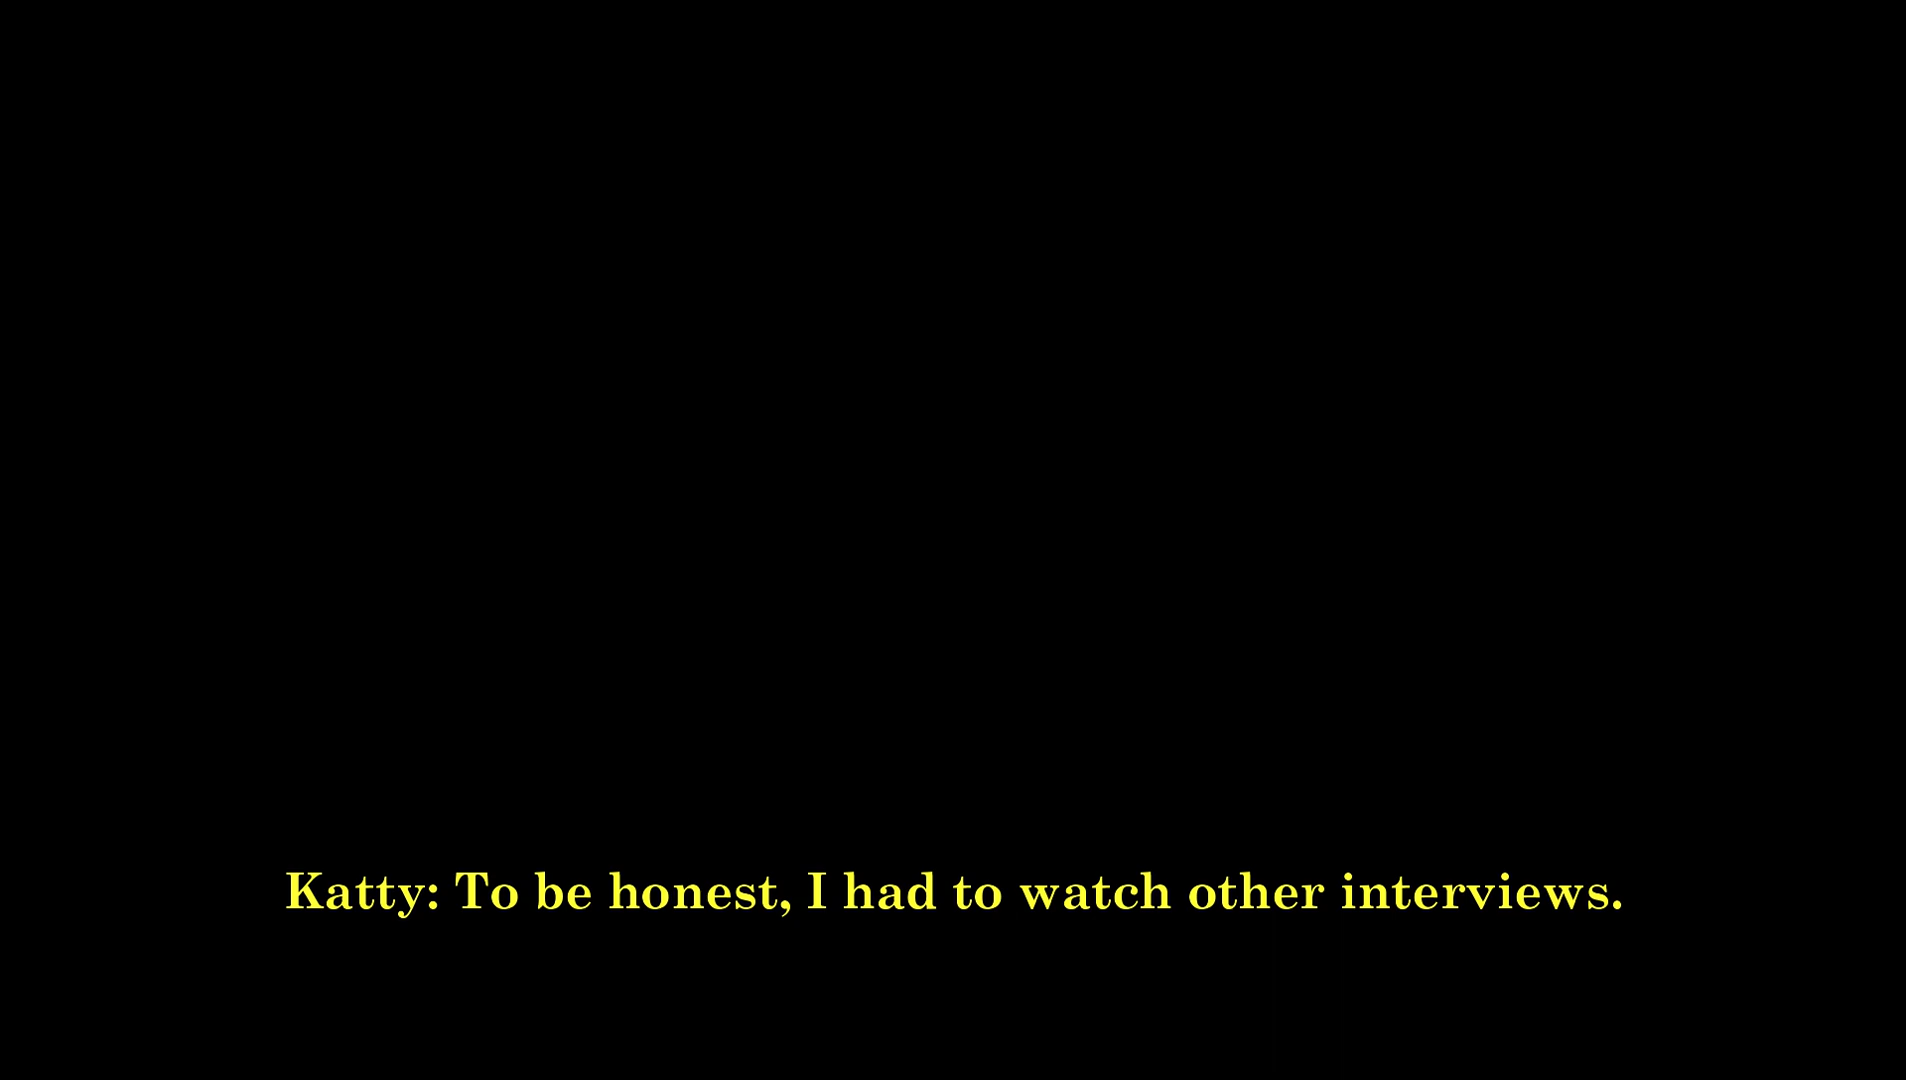 Katty: To be honest, I had to watch other interviews.